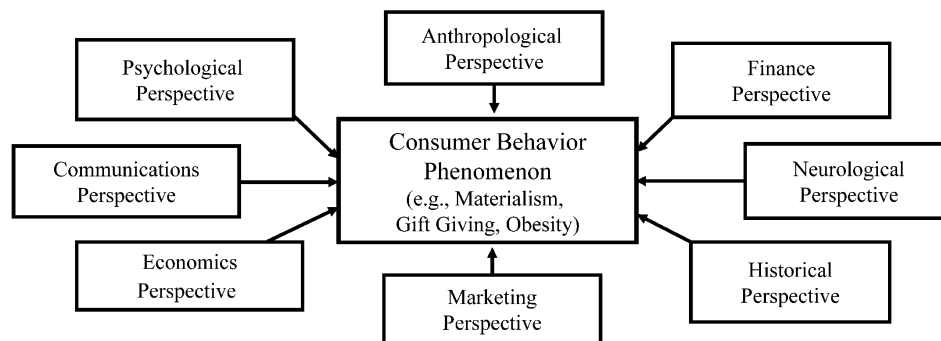 Anthropological
Perspective
Psychological
Perspective
Finance
Perspective
Consumer Behavior
Phenomenon
(e.g., Materialism,
Gift Giving, Obesity)
Communications
Perspective
Neurological
Perspective
Economics
Perspective
Historical
Perspective
Marketing
Perspective